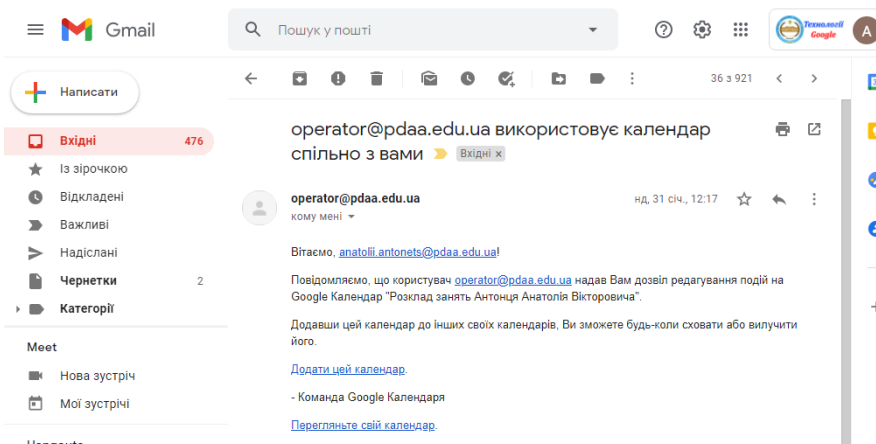 Gmail
Пошук у пошті
Технології
Google
A
Написати
36 з 921
Вхідні 476
Із зірочкою
Відкладені
Важливі
Надіслані
Чернетки 2
Категорії
Meet
Нова зустріч
Мої зустрічі
operator@pdaa.edu.ua використовує календар
спільно з вами Вхідні x
operator@pdaa.edu.ua нд, 31 січ., 12:17
кому мені
Вітаємо, anatolii.antonets@pdaa.edu.ua!
Повідомляємо, що користувач operator@pdaa.edu.ua надав Вам дозвіл редагування подій на
Google Календар "Розклад занять Антонця Анатолія Вікторовича".
Додавши цей календар до інших своїх календарів, Ви зможете будь-коли сховати або вилучити
його.
Додати цей календар.
- Команда Google Календаря
Перегляньте свій календар.